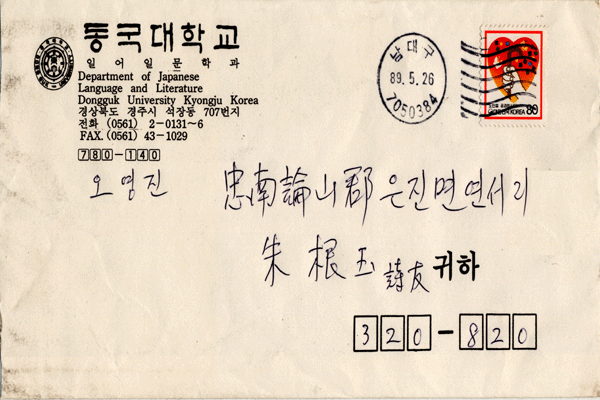 동국대학교
일어일문학과
Department of Japanese
Language and Literature
Dongguk University Kyongju Korea
경상북도 경주시 석장동 707번지
전화 (0561) 2-0131~6
FAX. (0561) 43-1029
780-140
오영진
남대구
89.5.26
7050384
KOREA 80
忠南論山郡 은진면 연서리
朱根玉 詩友 귀하
320-820